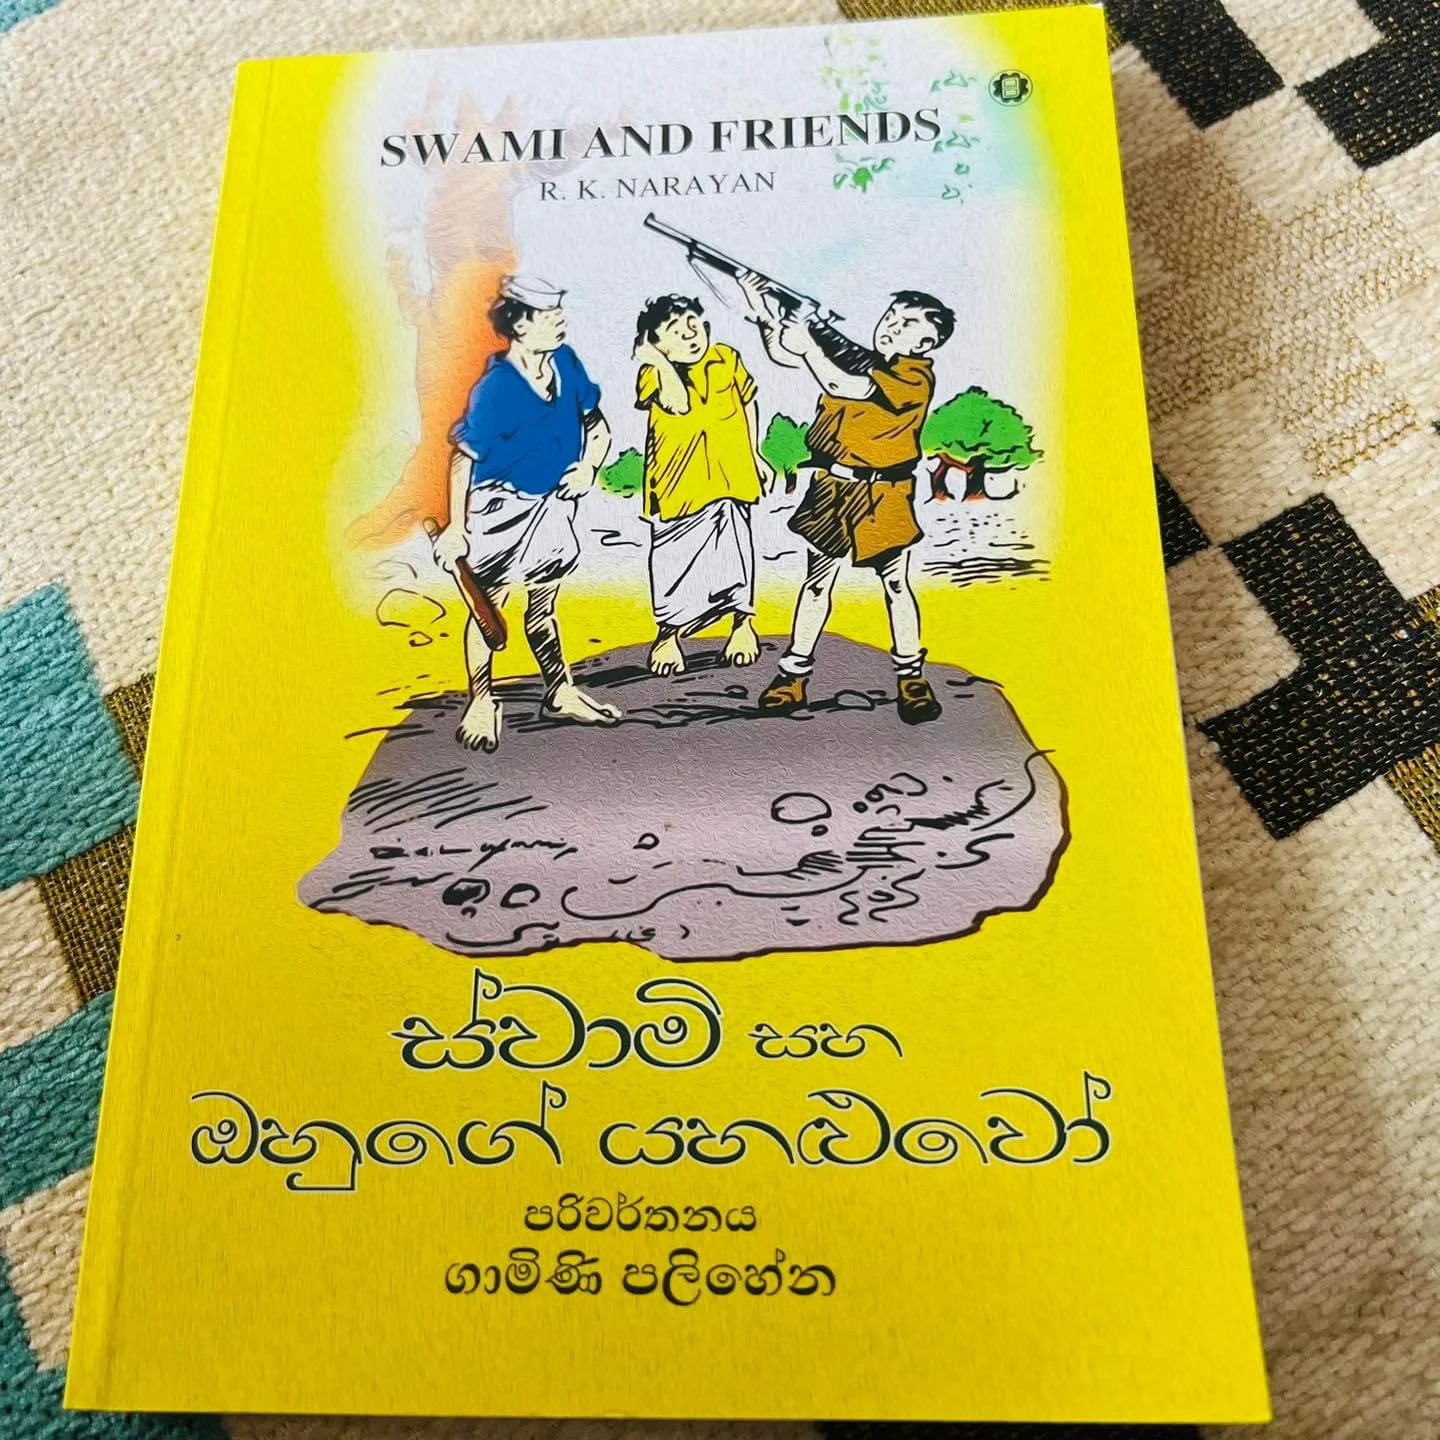 SWAMI AND FRIENDS
R. K. NARAYAN
ස්වාමි සහ
ඔහුගේ යහළුවෝ
පරිවර්තනය
ගාමිණි පලිහේන